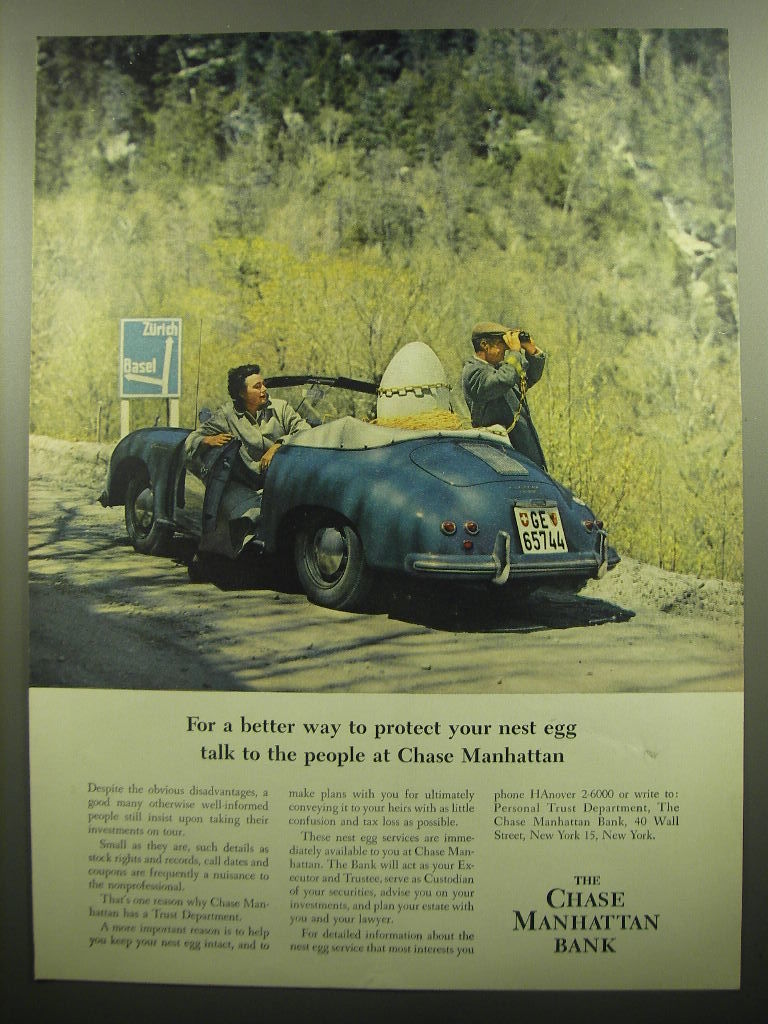 Zürich
Basel
GE
65744
For a better way to protect your nest egg
talk to the people at Chase Manhattan
Despite the obvious disadvantages, a
good many otherwise well-informed
people still insist upon taking their
investments on tour.
Small as they are, such details as
stock rights and records, call dates and
coupons are frequently a nuisance to
the nonprofessional.
That's one reason why Chase Man-
hattan has a Trust Department.
A more important reason is to help
you keep your nest egg intact, and to
make plans with you for ultimately
conveying it to your heirs with as little
confusion and tax loss as possible.
These nest egg services are imme-
diately available to you at Chase Man-
hattan. The Bank will act as your Ex-
ecutor and Trustee, serve as Custodian
of your securities, advise you on your
investments, and plan your estate with
you and your lawyer.
For detailed information about the
nest egg service that most interests you
phone HAnover 2-6000 or write to:
Personal Trust Department, The
Chase Manhattan Bank, 40 Wall
Street, New York 15, New York.
THE
CHASE
MANHATTAN
BANK